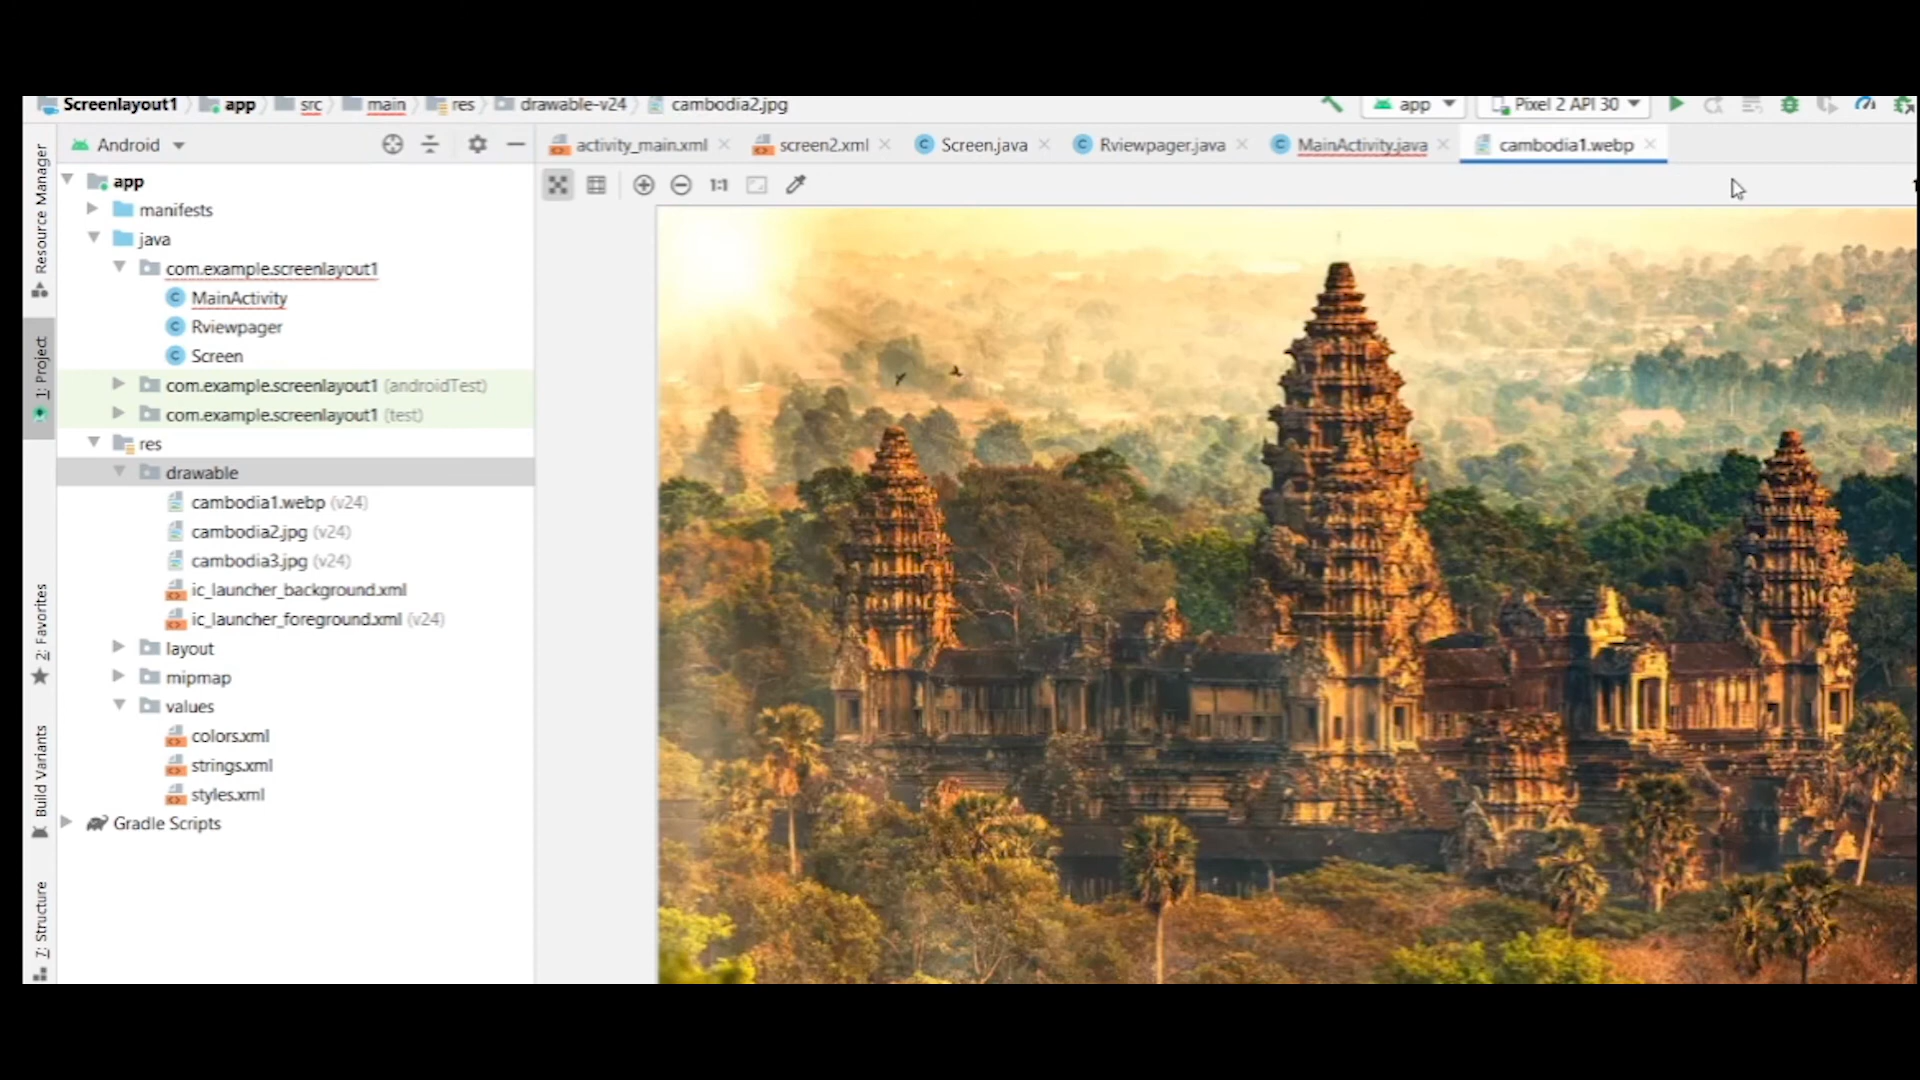 Screenlayout1 app src main res drawable-v24 cambodia2.jpg app Pixel 2 API 30
Android activity_main.xml screen2.xml Screen.java Rviewpager.java MainActivity.java cambodia1.webp
1:1
Resource Manager
1: Project
2: Favorites
Build Variants
7: Structure
app
manifests
java
com.example.screenlayout1
MainActivity
Rviewpager
Screen
com.example.screenlayout1 (androidTest)
com.example.screenlayout1 (test)
res
drawable
cambodia1.webp (v24)
cambodia2.jpg (v24)
cambodia3.jpg (v24)
ic_launcher_background.xml
ic_launcher_foreground.xml (v24)
layout
mipmap
values
colors.xml
strings.xml
styles.xml
Gradle Scripts